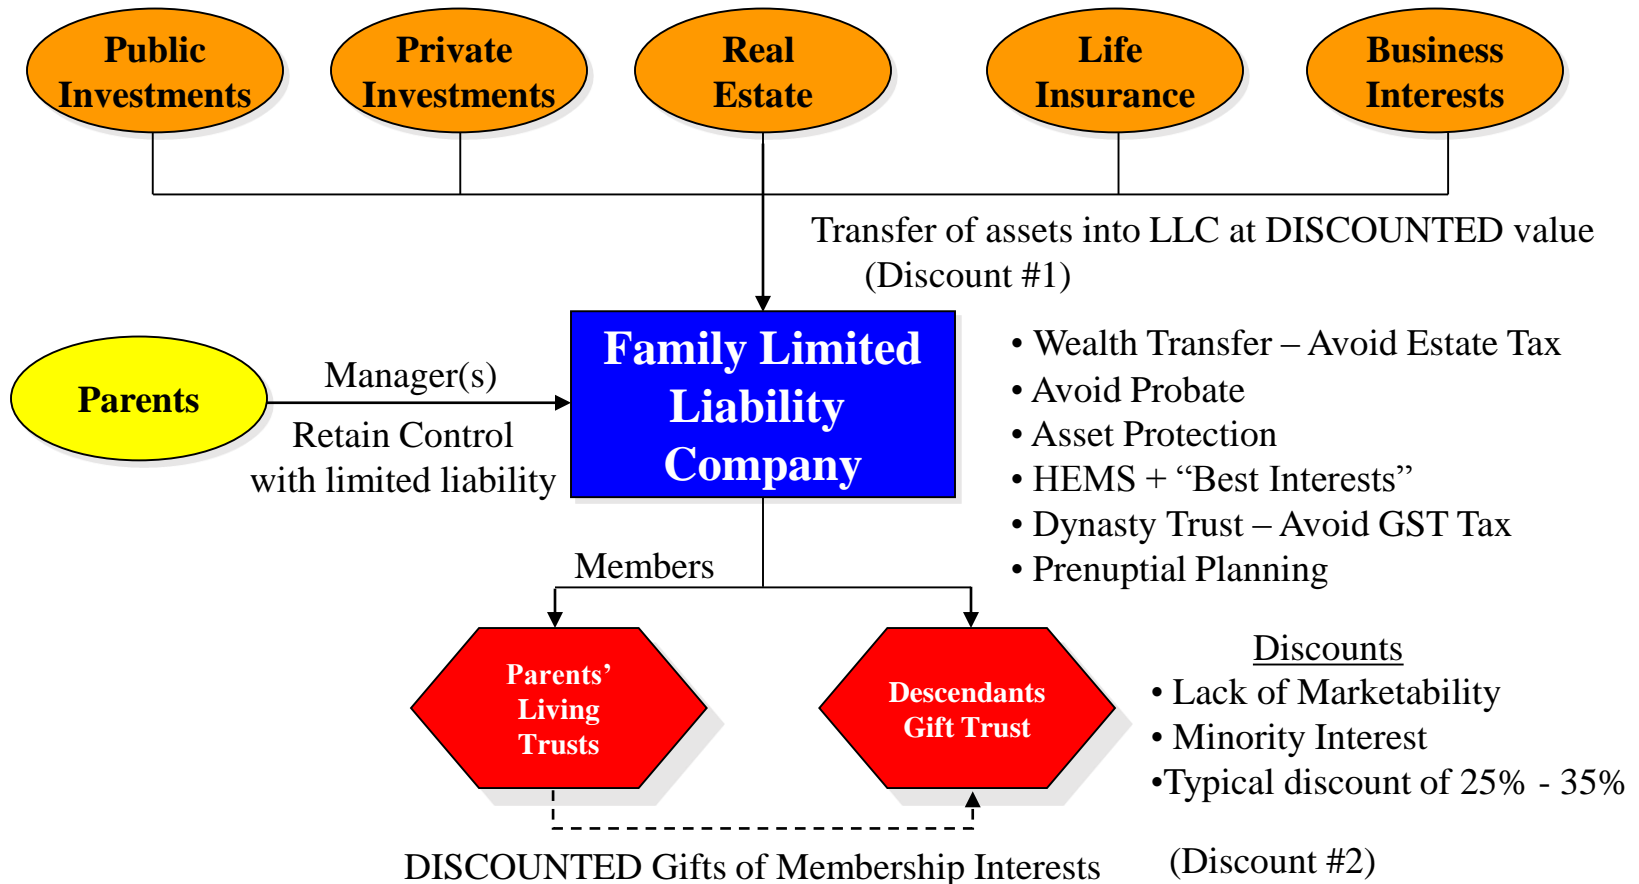 Public
Investments
Private
Investments
Real
Estate
Life
Insurance
Business
Interests
Transfer of assets into LLC at DISCOUNTED value
(Discount #1)
Parents
Manager(s)
Retain Control
with limited liability
Family Limited
Liability
Company
• Wealth Transfer – Avoid Estate Tax
• Avoid Probate
• Asset Protection
• HEMS + “Best Interests”
• Dynasty Trust – Avoid GST Tax
• Prenuptial Planning
Members
Parents’
Living
Trusts
Descendants
Gift Trust
Discounts
• Lack of Marketability
• Minority Interest
•Typical discount of 25% - 35%
DISCOUNTED Gifts of Membership Interests
(Discount #2)